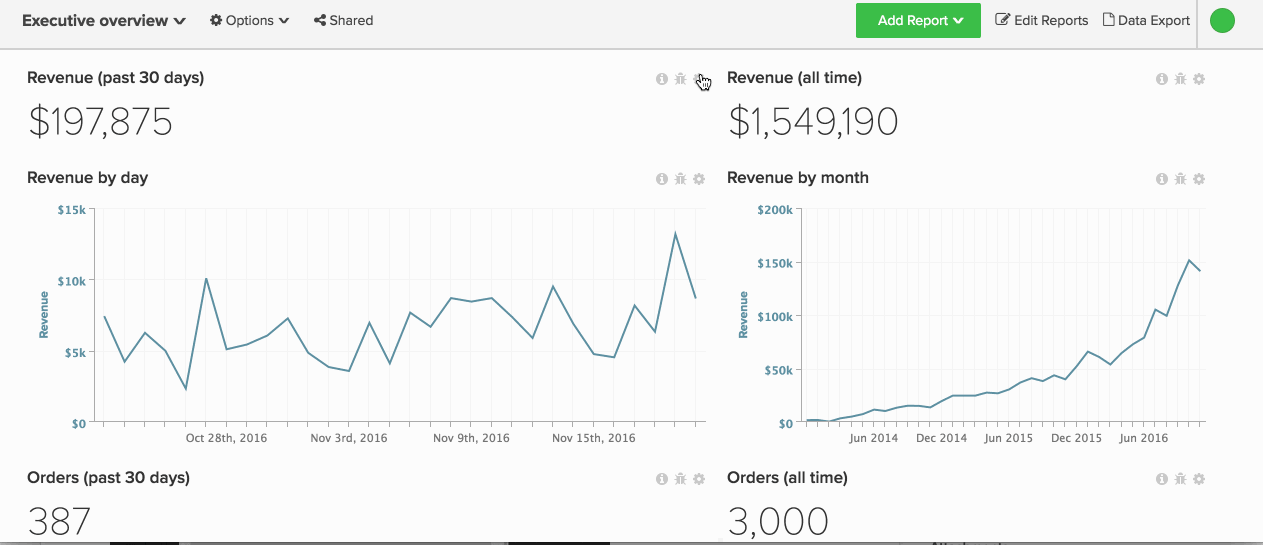 Executive overview Options Shared Add Report Edit Reports Data Export
Revenue (past 30 days)
$197,875
Revenue (all time)
$1,549,190
Revenue by day
$15k
$10k
$5k
$0
Revenue
Oct 28th, 2016 Nov 3rd, 2016 Nov 9th, 2016 Nov 15th, 2016
Revenue by month
$200k
$150k
$100k
$50k
$0
Revenue
Jun 2014 Dec 2014 Jun 2015 Dec 2015 Jun 2016
Orders (past 30 days)
387
Orders (all time)
3,000